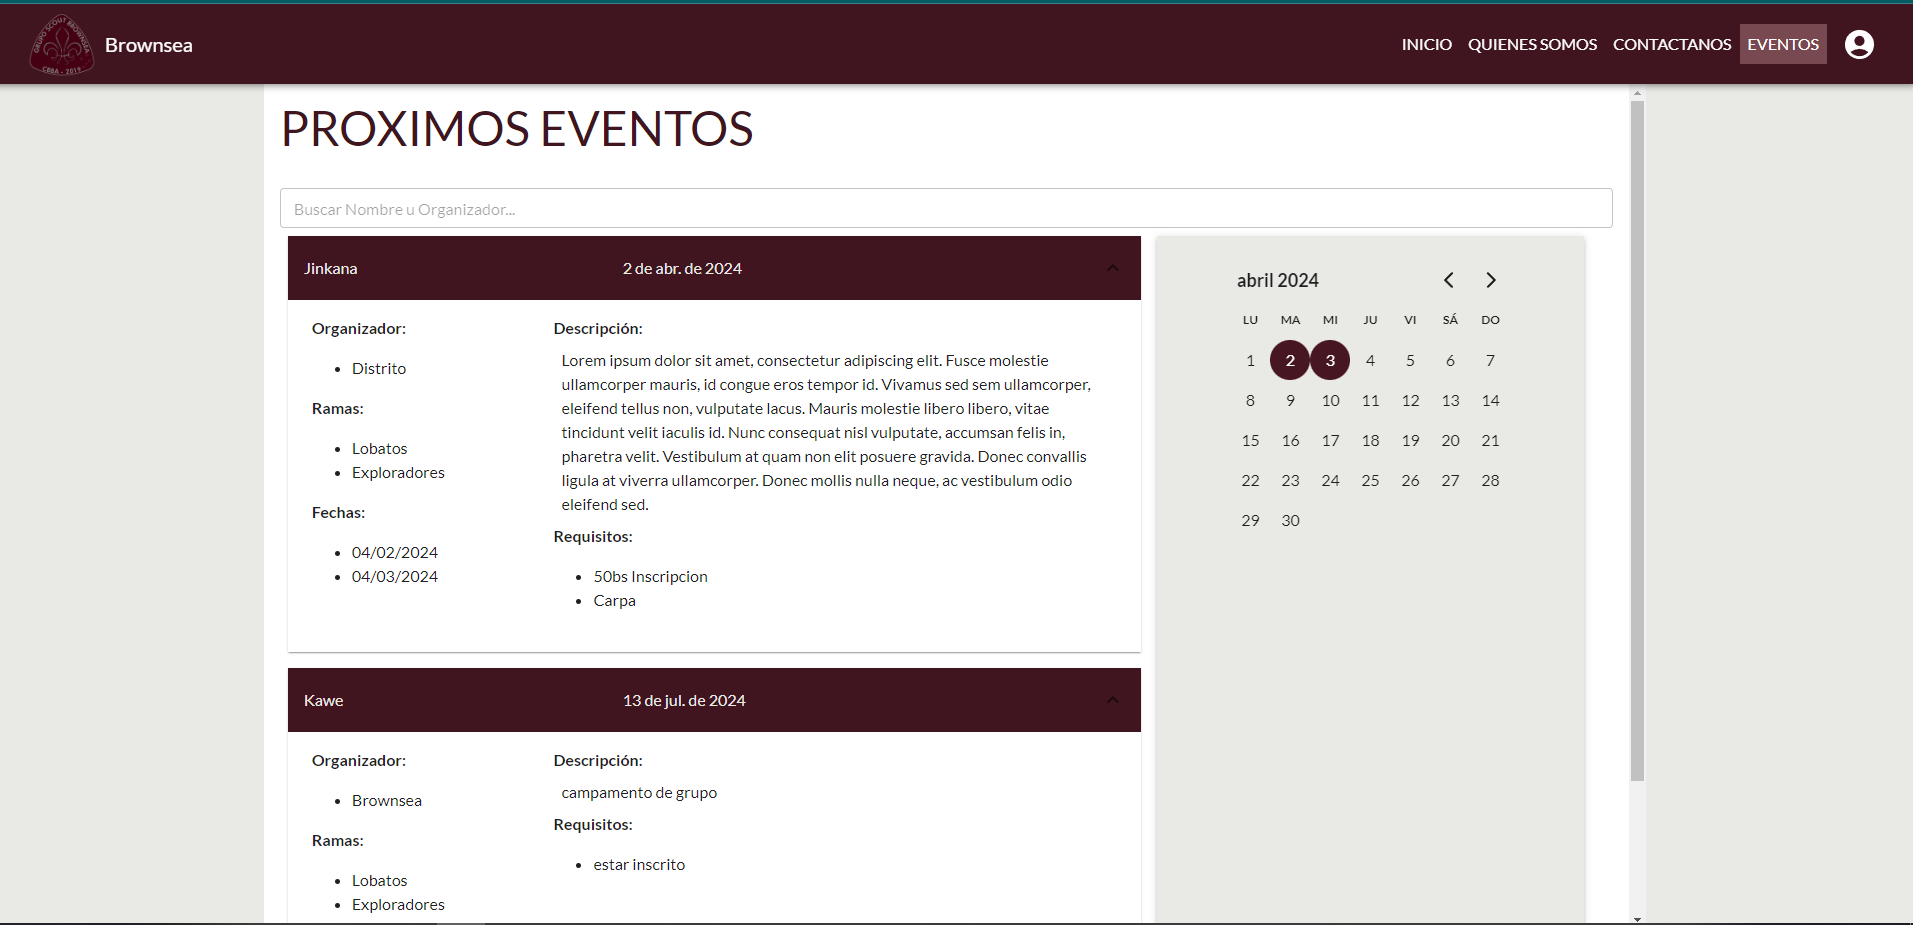 GRUPO SCOUT BROWNSEA
CBBA - 2019
Brownsea
INICIO QUIENES SOMOS CONTACTANOS EVENTOS
PROXIMOS EVENTOS
Buscar Nombre u Organizador...
Jinkana 2 de abr. de 2024
Organizador:
Distrito
Ramas:
Lobatos
Exploradores
Fechas:
04/02/2024
04/03/2024
Descripción:
Lorem ipsum dolor sit amet, consectetur adipiscing elit. Fusce molestie
ullamcorper mauris, id congue eros tempor id. Vivamus sed sem ullamcorper,
eleifend tellus non, vulputate lacus. Mauris molestie libero libero, vitae
tincidunt velit iaculis id. Nunc consequat nisl vulputate, accumsan felis in,
pharetra velit. Vestibulum at quam non elit posuere gravida. Donec convallis
ligula at viverra ullamcorper. Donec mollis nulla neque, ac vestibulum odio
eleifend sed.
Requisitos:
50bs Inscripcion
Carpa
Kawe 13 de jul. de 2024
Organizador:
Brownsea
Ramas:
Lobatos
Exploradores
Descripción:
campamento de grupo
Requisitos:
estar inscrito
abril 2024
LU MA MI JU VI SÁ DO
1 2 3 4 5 6 7
8 9 10 11 12 13 14
15 16 17 18 19 20 21
22 23 24 25 26 27 28
29 30